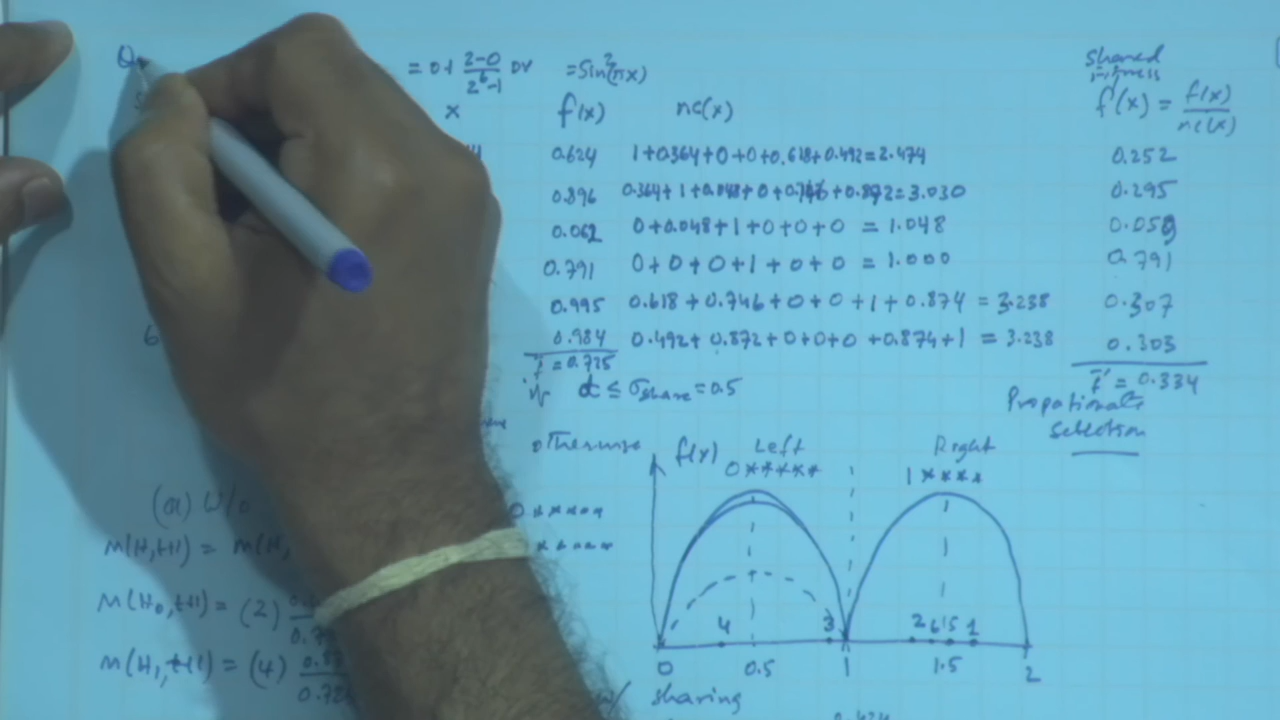 Q
= 0 + 2-0 / 2^6-1 DV = Sin^2(πx) shared fitness
x f(x) nc(x) f'(x) = f(x) / nc(x)
0.624 1+0.364+0+0+0.618+0.492=2.474 0.252
0.896 0.364+1+0.048+0+0.746+0.872=3.030 0.295
0.062 0+0.048+1+0+0+0 = 1.048 0.059
0.791 0+0+0+1+0+0 = 1.000 0.791
0.995 0.618+0.746+0+0+1+0.874 = 3.238 0.307
6 0.984 0.492+0.872+0+0+0+0.874+1 = 3.238 0.303
f̄ = 0.725 f̄' = 0.334
d ≤ σshare = 0.5 Propotionate
selection
otherwise f(x) Left Right
0***** 1****
(a) W/o 0*****
M(H,t+1) = M(H,
M(H0,t+1) = (2)
M(H1,t+1) = (4)
4 3 2 6 5 1
0 0.5 1 1.5 2
w/ sharing